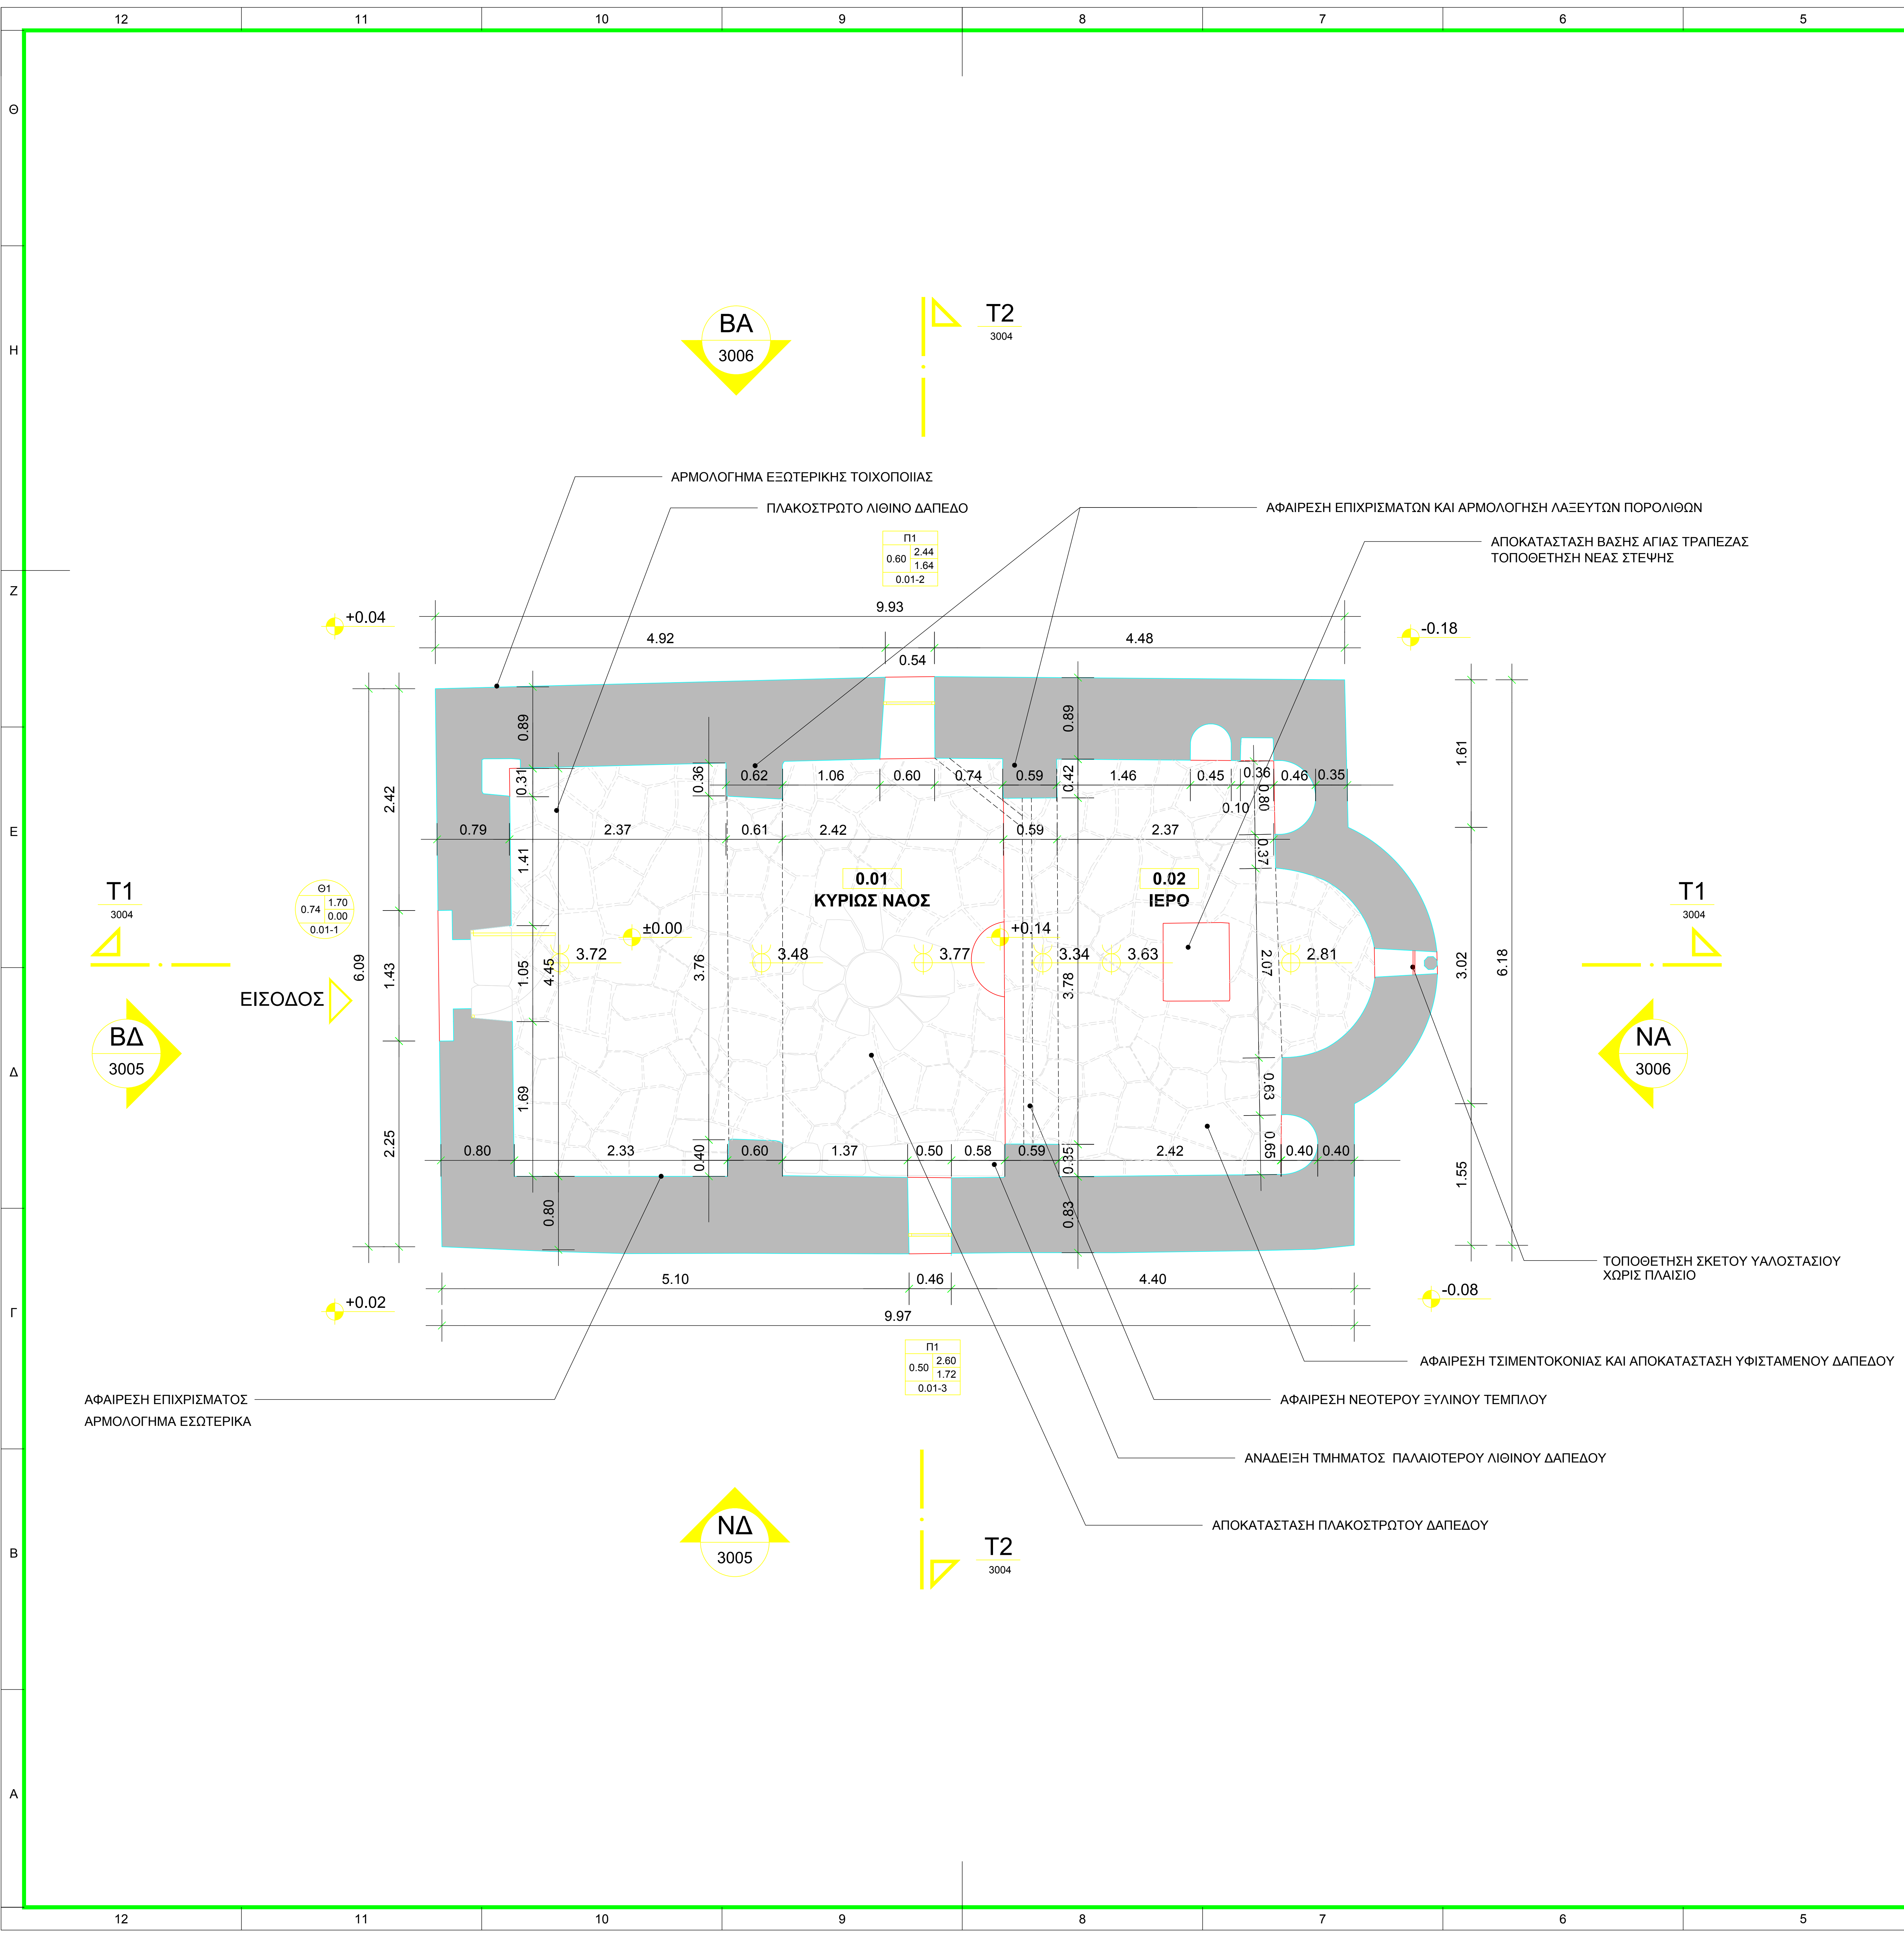 12 11 10 9 8 7 6 5
Θ
Η
Ζ
Ε
Δ
Γ
Β
Α
ΒΑ
3006
Τ2
3004
ΑΡΜΟΛΟΓΗΜΑ ΕΞΩΤΕΡΙΚΗΣ ΤΟΙΧΟΠΟΙΙΑΣ
ΠΛΑΚΟΣΤΡΩΤΟ ΛΙΘΙΝΟ ΔΑΠΕΔΟ
ΑΦΑΙΡΕΣΗ ΕΠΙΧΡΙΣΜΑΤΩΝ ΚΑΙ ΑΡΜΟΛΟΓΗΣΗ ΛΑΞΕΥΤΩΝ ΠΟΡΟΛΙΘΩΝ
ΑΠΟΚΑΤΑΣΤΑΣΗ ΒΑΣΗΣ ΑΓΙΑΣ ΤΡΑΠΕΖΑΣ
ΤΟΠΟΘΕΤΗΣΗ ΝΕΑΣ ΣΤΕΨΗΣ
Π1
0.60 2.44
1.64
0.01-2
9.93
+0.04
-0.18
4.92
4.48
0.54
0.89
0.89
0.31
0.36
0.42
0.62 1.06 0.60 0.74 0.59 1.46 0.45 0.36 0.46 0.35
0.10
0.80
0.79 2.37 0.61 2.42 0.59 2.37
0.37
2.42
1.41
1.61
0.01
ΚΥΡΙΩΣ ΝΑΟΣ
0.02
ΙΕΡΟ
Τ1
3004
Θ1
0.74 1.70
0.00
0.01-1
Τ1
3004
±0.00
+0.14
3.72
3.48
3.77
3.34
3.63
2.81
6.09
1.43
1.05
4.45
3.76
3.78
2.07
3.02
6.18
ΕΙΣΟΔΟΣ
ΒΔ
3005
ΝΑ
3006
2.25
1.69
0.63
0.65
1.55
0.80 2.33 0.60 1.37 0.50 0.58 0.59 2.42 0.40 0.40
0.40
0.35
0.80
0.83
5.10
0.46
4.40
+0.02
-0.08
9.97
Π1
0.50 2.60
1.72
0.01-3
ΤΟΠΟΘΕΤΗΣΗ ΣΚΕΤΟΥ ΥΑΛΟΣΤΑΣΙΟΥ
ΧΩΡΙΣ ΠΛΑΙΣΙΟ
ΑΦΑΙΡΕΣΗ ΤΣΙΜΕΝΤΟΚΟΝΙΑΣ ΚΑΙ ΑΠΟΚΑΤΑΣΤΑΣΗ ΥΦΙΣΤΑΜΕΝΟΥ ΔΑΠΕΔΟΥ
ΑΦΑΙΡΕΣΗ ΝΕΟΤΕΡΟΥ ΞΥΛΙΝΟΥ ΤΕΜΠΛΟΥ
ΑΦΑΙΡΕΣΗ ΕΠΙΧΡΙΣΜΑΤΟΣ
ΑΡΜΟΛΟΓΗΜΑ ΕΣΩΤΕΡΙΚΑ
ΑΝΑΔΕΙΞΗ ΤΜΗΜΑΤΟΣ ΠΑΛΑΙΟΤΕΡΟΥ ΛΙΘΙΝΟΥ ΔΑΠΕΔΟΥ
ΑΠΟΚΑΤΑΣΤΑΣΗ ΠΛΑΚΟΣΤΡΩΤΟΥ ΔΑΠΕΔΟΥ
ΝΔ
3005
Τ2
3004
12 11 10 9 8 7 6 5